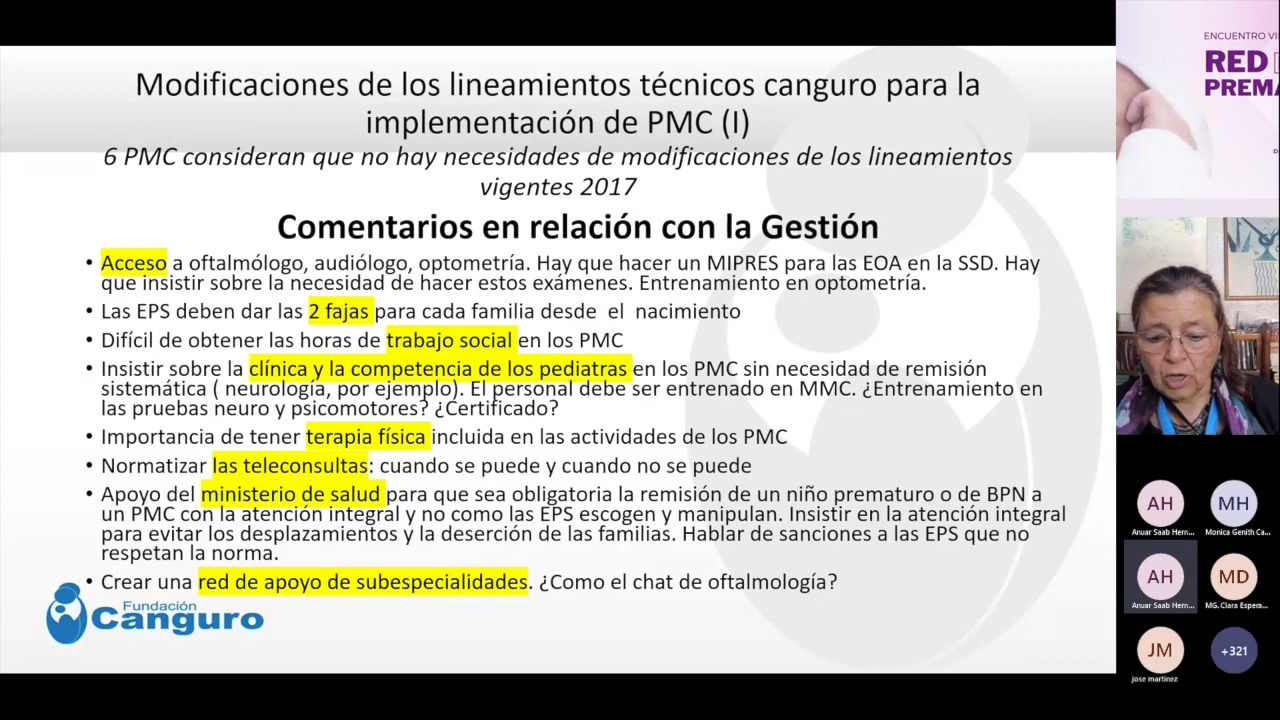 Modificaciones de los lineamientos técnicos canguro para la
implementación de PMC (I)
6 PMC consideran que no hay necesidades de modificaciones de los lineamientos
vigentes 2017
Comentarios en relación con la Gestión
• Acceso a oftalmólogo, audiólogo, optometría. Hay que hacer un MIPRES para las EOA en la SSD. Hay
que insistir sobre la necesidad de hacer estos exámenes. Entrenamiento en optometría.
• Las EPS deben dar las 2 fajas para cada familia desde el nacimiento
• Difícil de obtener las horas de trabajo social en los PMC
• Insistir sobre la clínica y la competencia de los pediatras en los PMC sin necesidad de remisión
sistemática ( neurología, por ejemplo). El personal debe ser entrenado en MMC. ¿Entrenamiento en
las pruebas neuro y psicomotores? ¿Certificado?
• Importancia de tener terapia física incluida en las actividades de los PMC
• Normatizar las teleconsultas: cuando se puede y cuando no se puede
• Apoyo del ministerio de salud para que sea obligatoria la remisión de un niño prematuro o de BPN a
un PMC con la atención integral y no como las EPS escogen y manipulan. Insistir en la atención integral
para evitar los desplazamientos y la deserción de las familias. Hablar de sanciones a las EPS que no
respetan la norma.
• Crear una red de apoyo de subespecialidades. ¿Como el chat de oftalmología?
Fundación
Canguro
ENCUENTRO VI
RED
PREMA
AH
Anuar Saab Hern...
MH
Monica Genith Ca...
AH
Anuar Saab Hern...
MD
MG. Clara Espera...
JM
jose martinez
+321